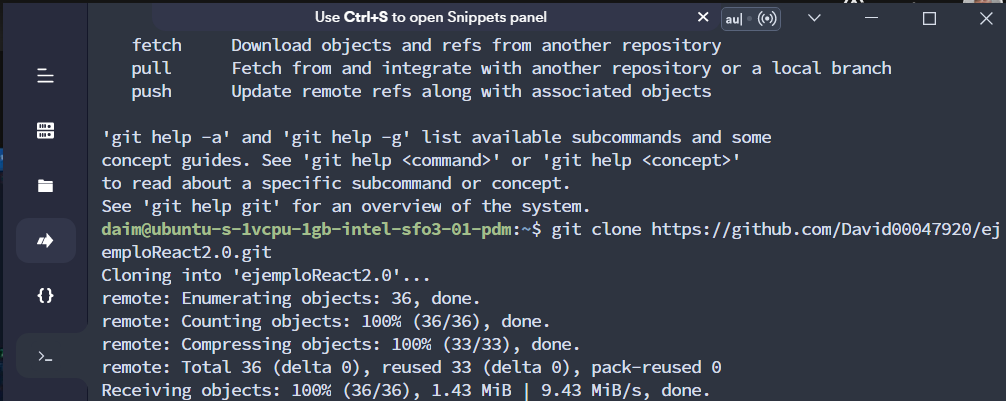 Use Ctrl+S to open Snippets panel
au|
fetch Download objects and refs from another repository
pull Fetch from and integrate with another repository or a local branch
push Update remote refs along with associated objects
'git help -a' and 'git help -g' list available subcommands and some
concept guides. See 'git help <command>' or 'git help <concept>'
to read about a specific subcommand or concept.
See 'git help git' for an overview of the system.
daim@ubuntu-s-1vcpu-1gb-intel-sfo3-01-pdm:~$ git clone https://github.com/David00047920/ej
emploReact2.0.git
Cloning into 'ejemploReact2.0'...
remote: Enumerating objects: 36, done.
remote: Counting objects: 100% (36/36), done.
remote: Compressing objects: 100% (33/33), done.
remote: Total 36 (delta 0), reused 33 (delta 0), pack-reused 0
Receiving objects: 100% (36/36), 1.43 MiB | 9.43 MiB/s, done.